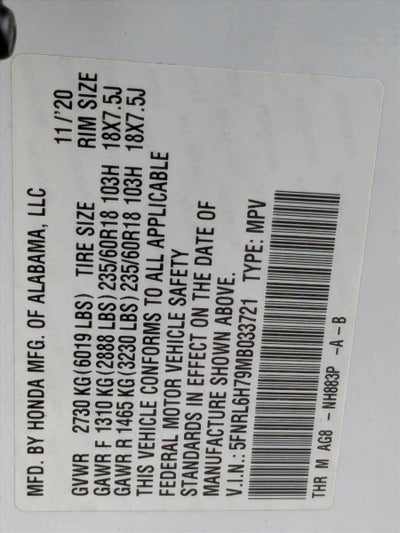 MFD. BY HONDA MFG. OF ALABAMA, LLC 11/'20
GVWR 2730 KG(6019 LBS) TIRE SIZE RIM SIZE
GAWR F 1310 KG(2888 LBS)235/60R18 103H 18X7.5J
GAWR R 1465 KG(3230 LBS)235/60R18 103H 18X7.5J
THIS VEHICLE CONFORMS TO ALL APPLICABLE
FEDERAL MOTOR VEHICLE SAFETY
STANDARDS IN EFFECT ON THE DATE OF
MANUFACTURE SHOWN ABOVE.
V.I.N.:5FNRL6H79MB033721 TYPE: MPV
THR M AG8 - NH883P -A-B